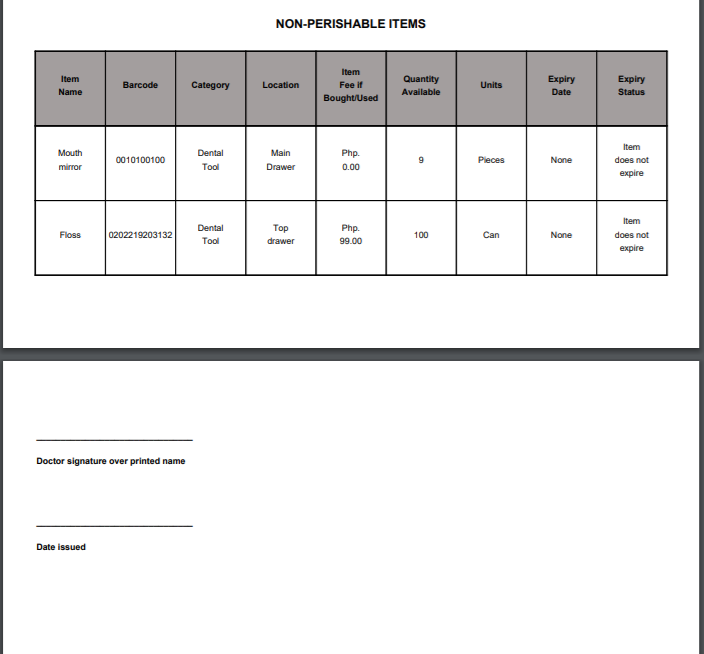 NON-PERISHABLE ITEMS
Item Name Barcode Category Location Item Fee if Bought/Used Quantity Available Units Expiry Date Expiry Status
Mouth mirror 0010100100 Dental Tool Main Drawer Php. 0.00 9 Pieces None Item does not expire
Floss 0202219203132 Dental Tool Top drawer Php. 99.00 100 Can None Item does not expire
Doctor signature over printed name
Date issued